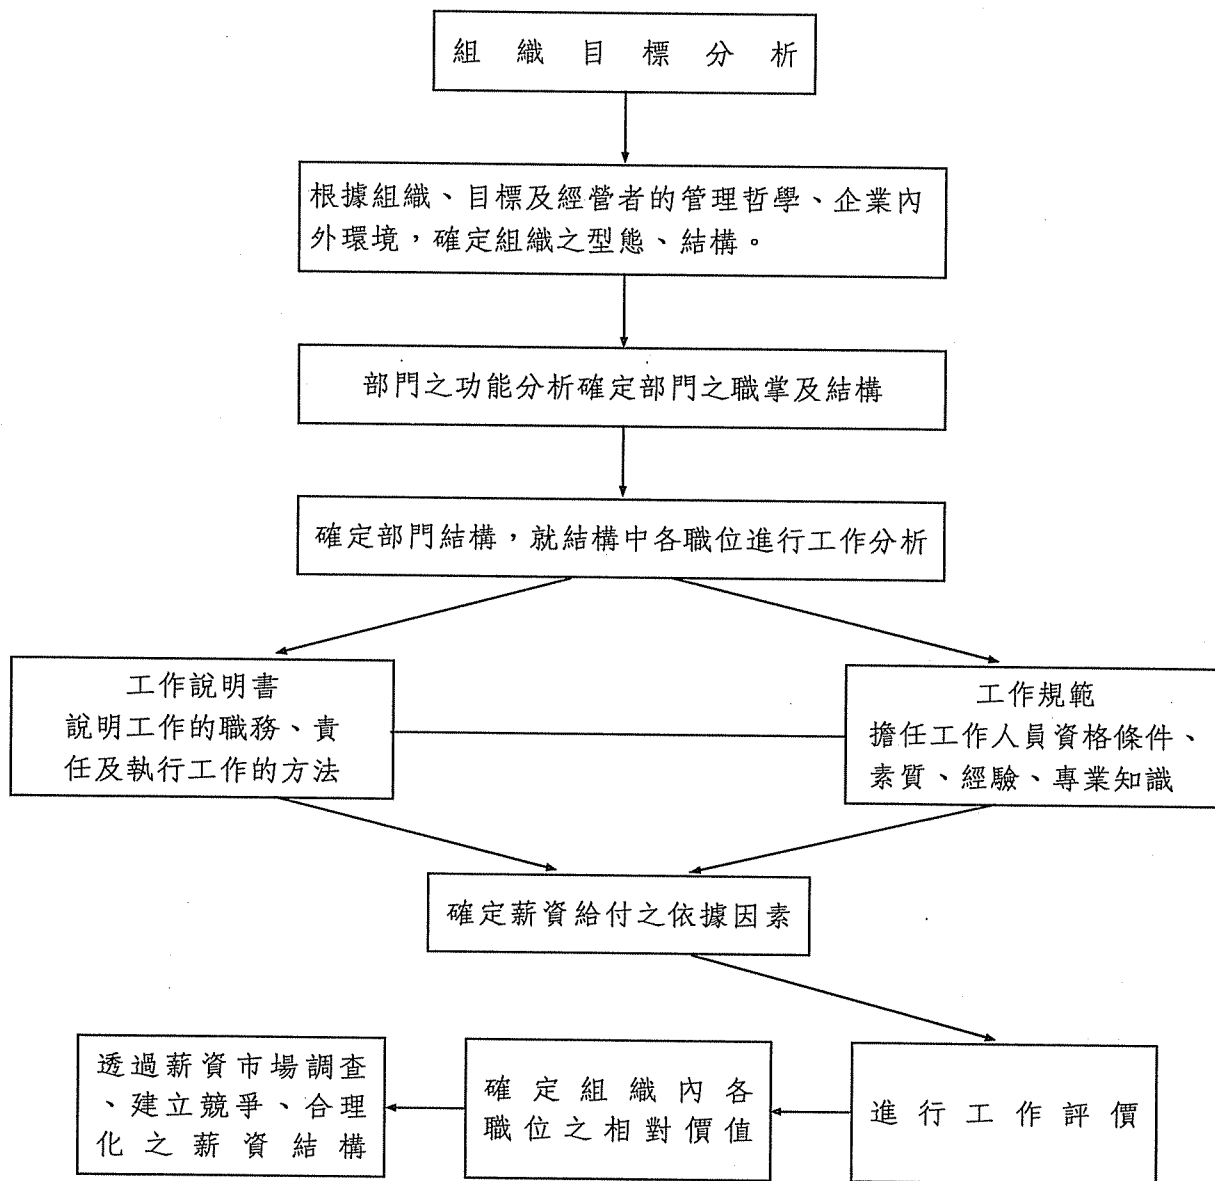 組織目標分析
根據組織、目標及經營者的管理哲學、企業內
外環境，確定組織之型態、結構。
部門之功能分析確定部門之職掌及結構
確定部門結構，就結構中各職位進行工作分析
工作說明書
說明工作的職務、責
任及執行工作的方法
工作規範
擔任工作人員資格條件、
素質、經驗、專業知識
確定薪資給付之依據因素
透過薪資市場調查
、建立競爭、合理
化之薪資結構
確定組織內各
職位之相對價值
進行工作評價